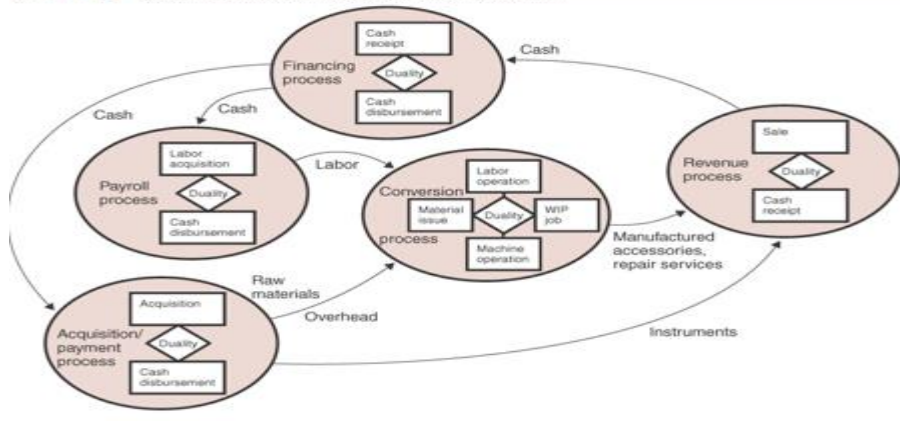 Cash
receipt
Financing
process
Duality
Cash
disbursement
Cash
Cash
Cash
Labor
acquisition
Payroll
process
Duality
Cash
disbursement
Labor
Conversion
process
Labor
operation
Material
issue
Duality
WIP
job
Machine
operation
Sale
Revenue
process
Duality
Cash
receipt
Manufactured
accessories,
repair services
Raw
materials
Overhead
Acquisition
Acquisition/
payment
process
Duality
Cash
disbursement
Instruments